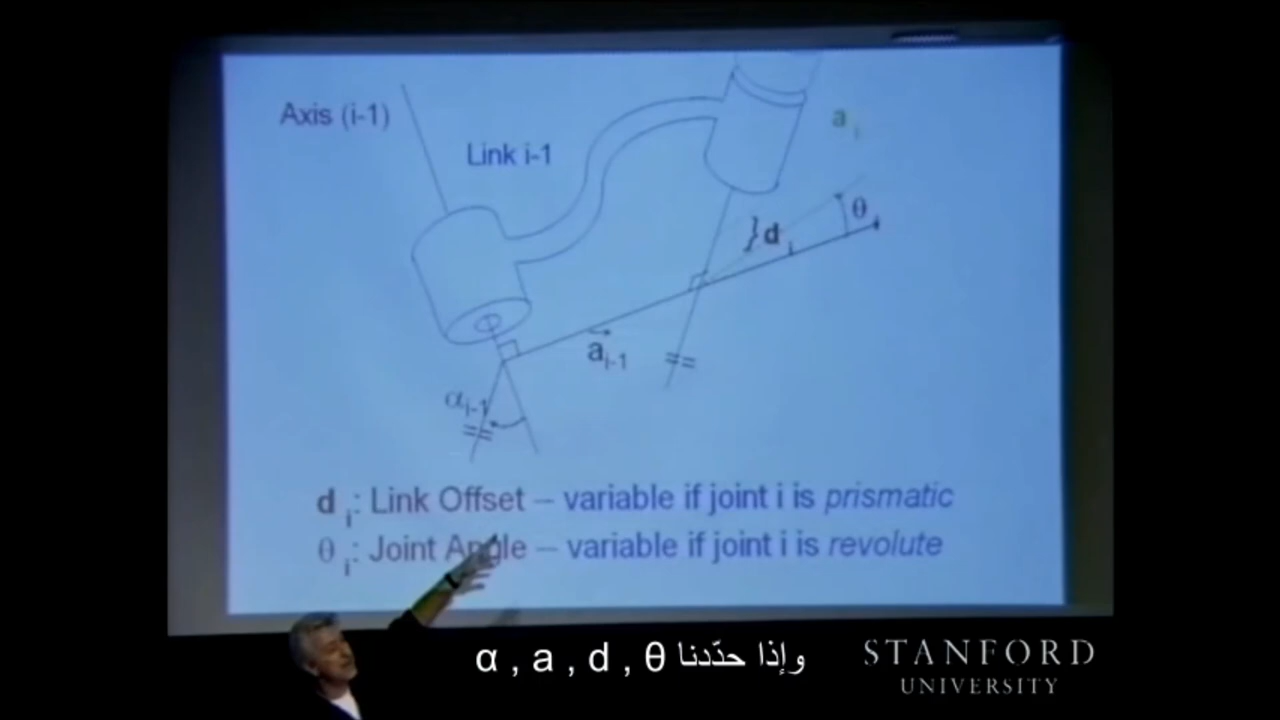 Axis (i-1)
Link i-1
a i
θ i
} d i
a i-1
α i-1
d i : Link Offset – variable if joint i is prismatic
θ i : Joint Angle – variable if joint i is revolute
وإذا حدّدنا α , a , d , θ
STANFORD
UNIVERSITY